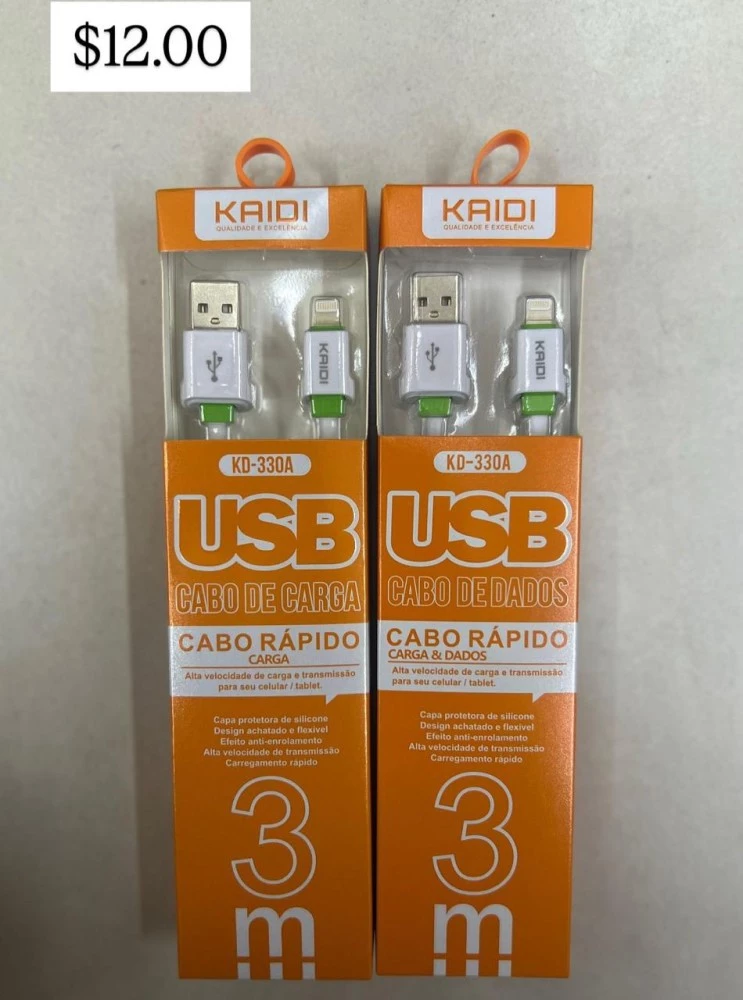 $12.00
KAIDI
QUALIDADE E EXCELÊNCIA
KAIDI
KD-330A
USB
CABO DE CARGA
CABO RÁPIDO
CARGA
Alta velocidade de carga e transmissão
para seu celular / tablet.
Capa protetora de silicone
Design achatado e flexivel
Efeito anti-enrolamento
Alta velocidade de transmissão
Carregamento rápido
3
m
KAIDI
QUALIDADE E EXCELÊNCIA
KAIDI
KD-330A
USB
CABO DE DADOS
CABO RÁPIDO
CARGA & DADOS
Alta velocidade de carga e transmissão
para seu celular / tablet.
Capa protetora de silicone
Design achatado e flexivel
Efeito anti-enrolamento
Alta velocidade de transmissão
Carregamento rápido
3
m